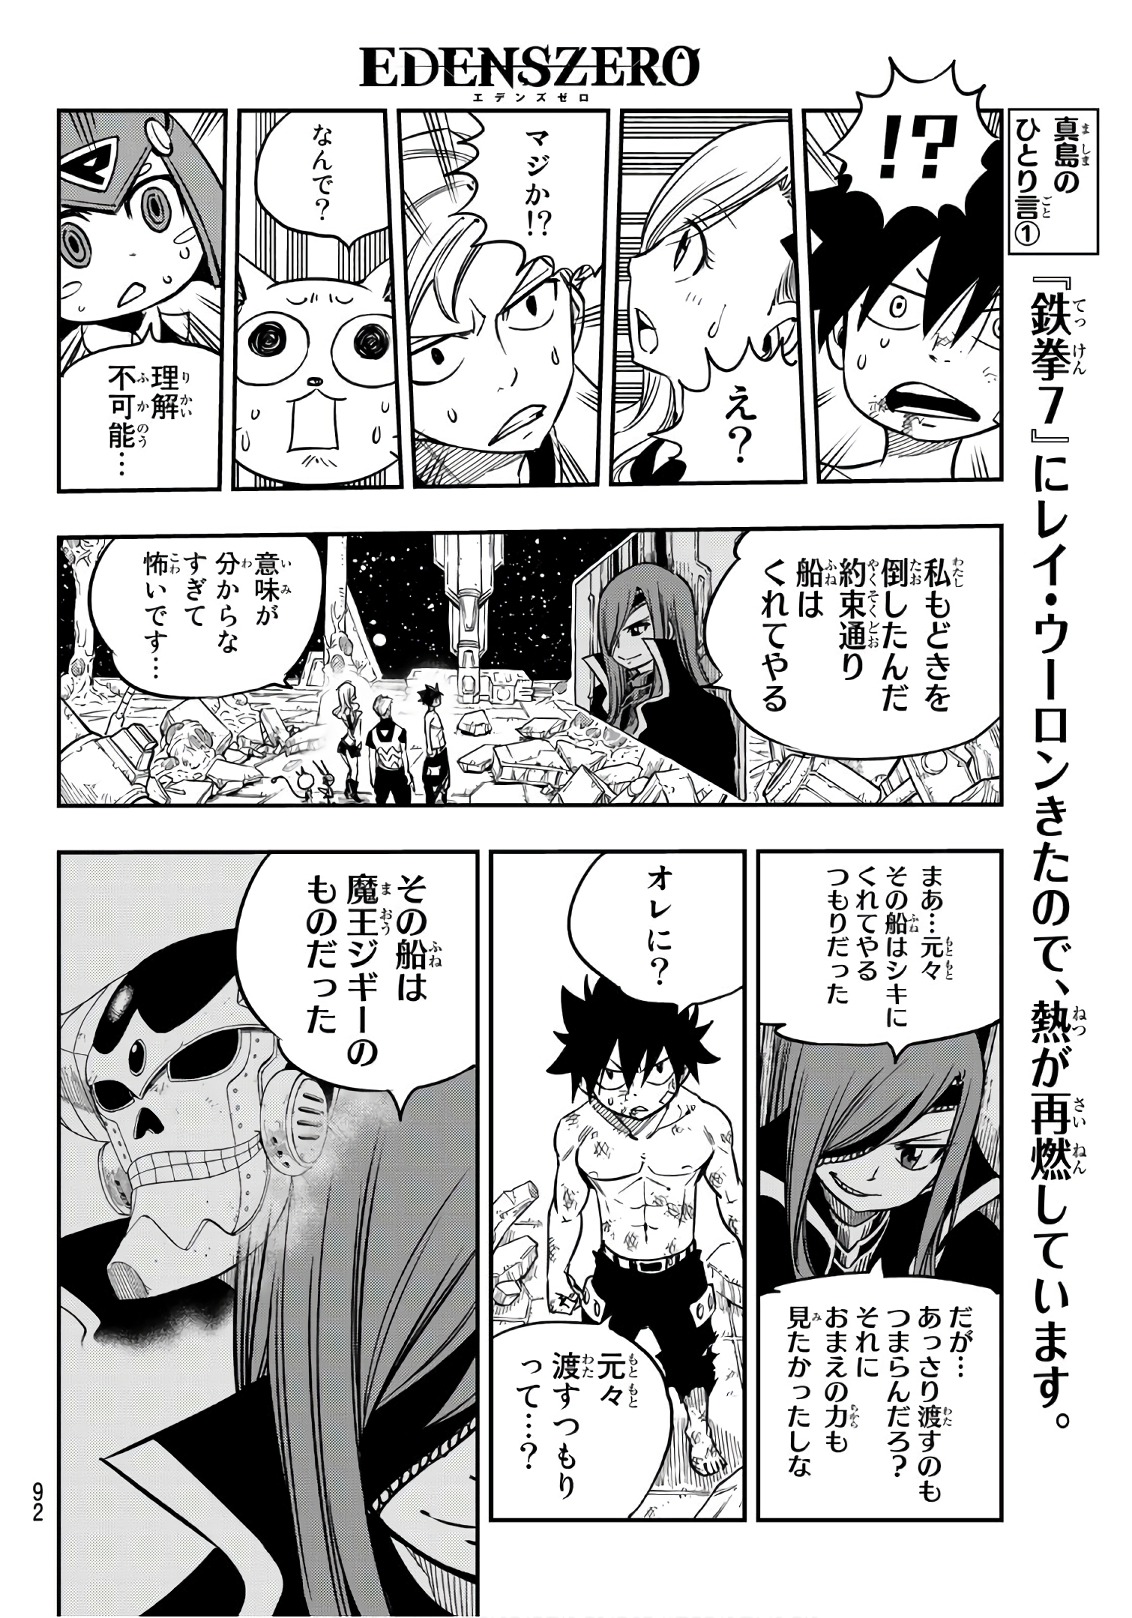 EDENSZERO
エデンズゼロ
真島の
ひとり言①
『鉄拳7』にレイ・ウーロンきたので、熱が再燃しています。
!?
え?
マジか!?
なんで?
理解
不可能…
私もどきを
倒したんだ
約束通り
船は
くれてやる
意味が
分からな
すぎて
怖いです…
まあ…元々
その船はシキに
くれてやる
つもりだった
だが…
あっさり渡すのも
つまらんだろ?
それに
おまえの力も
見たかったしな
オレに?
元々
渡すつもり
って…?
その船は
魔王ジギーの
ものだった
92